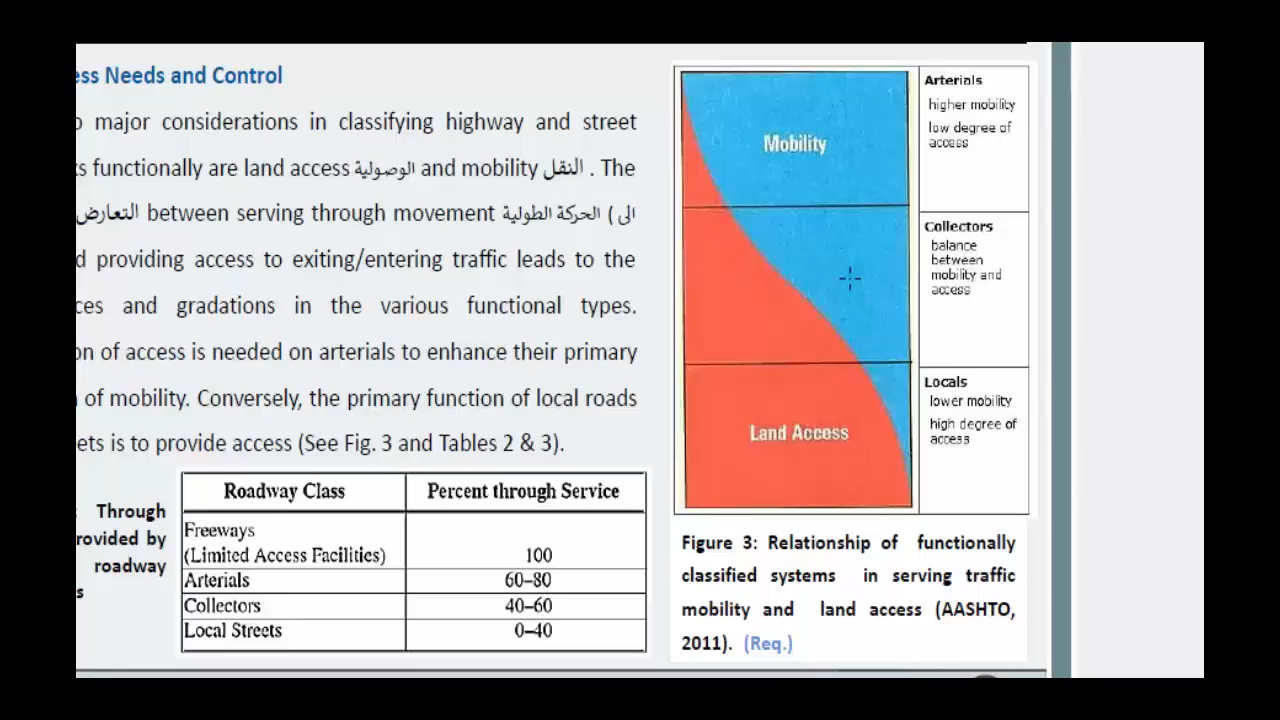 ess Needs and Control
o major considerations in classifying highway and street
s functionally are land access الوصولية and mobility النقل . The
التعارض between serving through movement الحركة الطولية ( الى
d providing access to exiting/entering traffic leads to the
ces and gradations in the various functional types.
on of access is needed on arterials to enhance their primary
of mobility. Conversely, the primary function of local roads
ets is to provide access (See Fig. 3 and Tables 2 & 3).
: Through
rovided by
roadway
s
Roadway Class Percent through Service
Freeways
(Limited Access Facilities) 100
Arterials 60–80
Collectors 40–60
Local Streets 0–40
Mobility
Land Access
Arterials
higher mobility
low degree of
access
Collectors
balance
between
mobility and
access
Locals
lower mobility
high degree of
access
Figure 3: Relationship of functionally
classified systems in serving traffic
mobility and land access (AASHTO,
2011). (Req.)